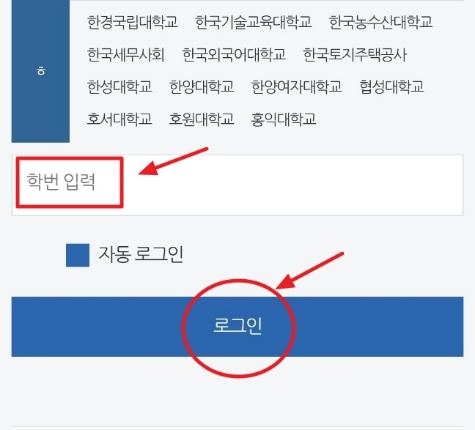 한경국립대학교 한국기술교육대학교 한국농수산대학교
한국세무사회 한국외국어대학교 한국토지주택공사
ㅎ
한성대학교 한양대학교 한양여자대학교 협성대학교
호서대학교 호원대학교 홍익대학교
학번 입력
자동 로그인
로그인